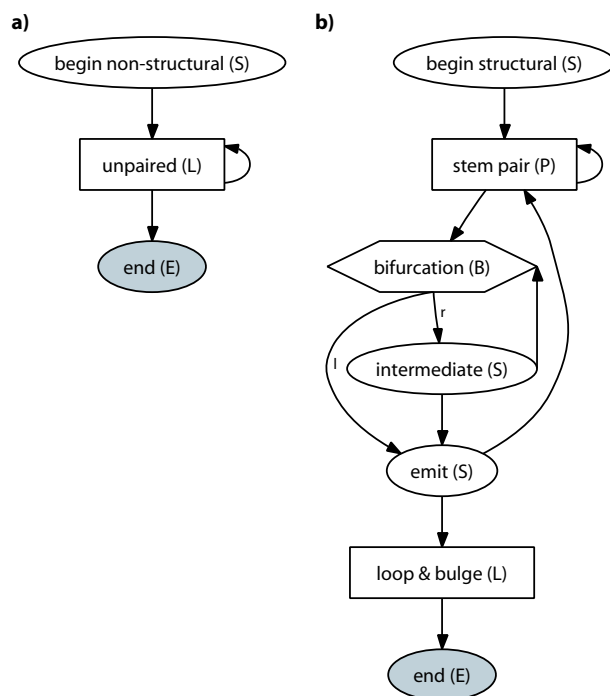 a)
begin non-structural (S)
unpaired (L)
end (E)
b)
begin structural (S)
stem pair (P)
bifurcation (B)
r
l
intermediate (S)
emit (S)
loop & bulge (L)
end (E)